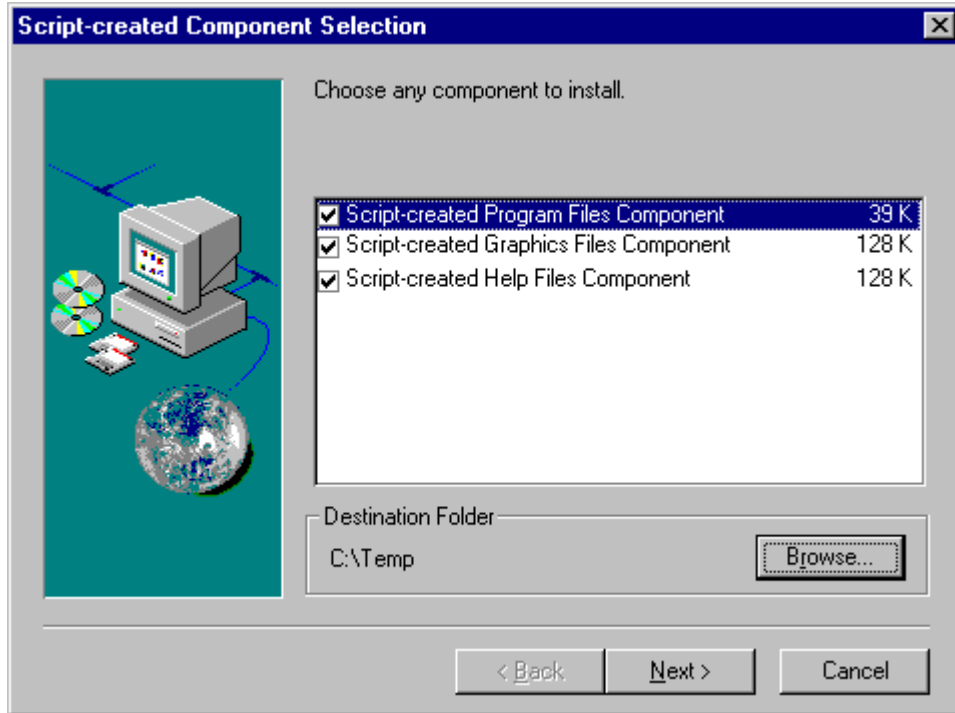 Script-created Component Selection
Choose any component to install.
Script-created Program Files Component 39 K
Script-created Graphics Files Component 128 K
Script-created Help Files Component 128 K
Destination Folder
C:\Temp
Browse...
< Back Next > Cancel